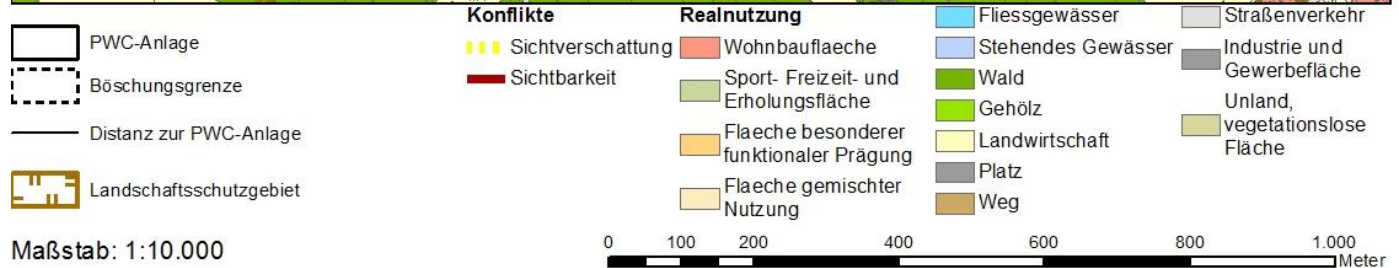 PWC-Anlage
Böschungsgrenze
Distanz zur PWC-Anlage
Landschaftsschutzgebiet
Maßstab: 1:10.000
Konflikte
Sichtverschattung
Sichtbarkeit
Realnutzung
Wohnbauflaeche
Sport- Freizeit- und
Erholungsfläche
Flaeche besonderer
funktionaler Prägung
Flaeche gemischter
Nutzung
Fliessgewässer
Stehendes Gewässer
Wald
Gehölz
Landwirtschaft
Platz
Weg
Straßenverkehr
Industrie und
Gewerbefläche
Unland,
vegetationslose
Fläche
0 100 200 400 600 800 1.000
Meter